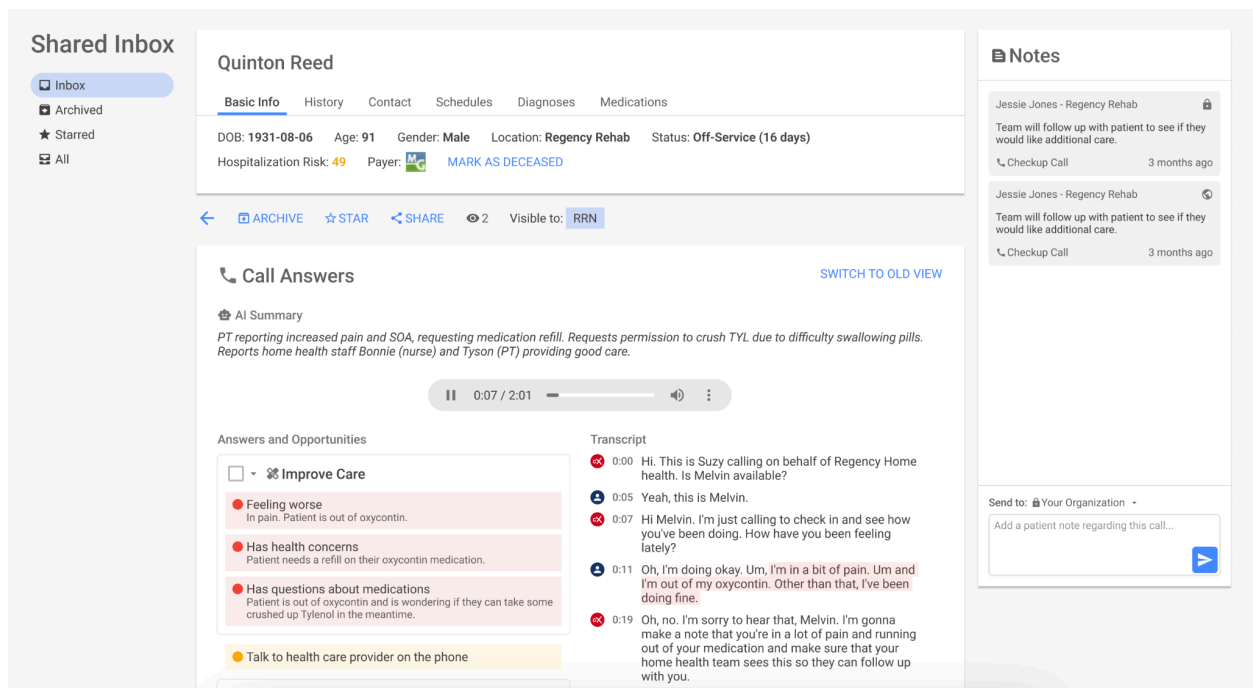 Shared Inbox
Inbox
Archived
Starred
All
Quinton Reed
Basic Info History Contact Schedules Diagnoses Medications
DOB: 1931-08-06 Age: 91 Gender: Male Location: Regency Rehab Status: Off-Service (16 days)
Hospitalization Risk: 49 Payer: MG MARK AS DECEASED
ARCHIVE STAR SHARE 2 Visible to: RRN
Call Answers
SWITCH TO OLD VIEW
AI Summary
PT reporting increased pain and SOA, requesting medication refill. Requests permission to crush TYL due to difficulty swallowing pills.
Reports home health staff Bonnie (nurse) and Tyson (PT) providing good care.
0:07 / 2:01
Answers and Opportunities
Improve Care
Feeling worse
In pain. Patient is out of oxycontin.
Has health concerns
Patient needs a refill on their oxycontin medication.
Has questions about medications
Patient is out of oxycontin and is wondering if they can take some
crushed up Tylenol in the meantime.
Talk to health care provider on the phone
Transcript
0:00 Hi. This is Suzy calling on behalf of Regency Home
health. Is Melvin available?
0:05 Yeah, this is Melvin.
0:07 Hi Melvin. I'm just calling to check in and see how
you've been doing. How have you been feeling
lately?
0:11 Oh, I'm doing okay. Um, I'm in a bit of pain. Um and
I'm out of my oxycontin. Other than that, I've been
doing fine.
0:19 Oh, no. I'm sorry to hear that, Melvin. I'm gonna
make a note that you're in a lot of pain and running
out of your medication and make sure that your
home health team sees this so they can follow up
with you.
Notes
Jessie Jones - Regency Rehab
Team will follow up with patient to see if they
would like additional care.
Checkup Call 3 months ago
Jessie Jones - Regency Rehab
Team will follow up with patient to see if they
would like additional care.
Checkup Call 3 months ago
Send to: Your Organization
Add a patient note regarding this call...